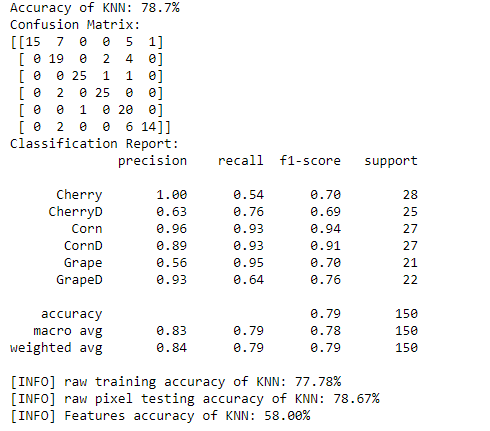 Accuracy of KNN: 78.7%
Confusion Matrix:
[[15  7  0  0  5  1]
 [ 0 19  0  2  4  0]
 [ 0  0 25  1  1  0]
 [ 0  2  0 25  0  0]
 [ 0  0  1  0 20  0]
 [ 0  2  0  0  6 14]]
Classification Report:
              precision    recall  f1-score   support

      Cherry       1.00      0.54      0.70        28
     CherryD       0.63      0.76      0.69        25
        Corn       0.96      0.93      0.94        27
       CornD       0.89      0.93      0.91        27
       Grape       0.56      0.95      0.70        21
      GrapeD       0.93      0.64      0.76        22

    accuracy                           0.79       150
   macro avg       0.83      0.79      0.78       150
weighted avg       0.84      0.79      0.79       150

[INFO] raw training accuracy of KNN: 77.78%
[INFO] raw pixel testing accuracy of KNN: 78.67%
[INFO] Features accuracy of KNN: 58.00%